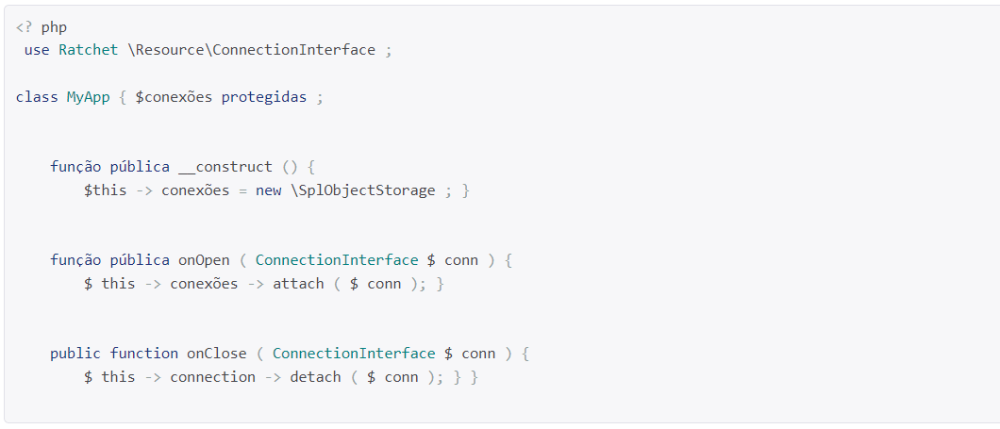 <? php
use Ratchet \Resource\ConnectionInterface ;
class MyApp { $conexões protegidas ;
função pública __construct () {
$this -> conexões = new \SplObjectStorage ; }
função pública onOpen ( ConnectionInterface $ conn ) {
$ this -> conexões -> attach ( $ conn ); }
public function onClose ( ConnectionInterface $ conn ) {
$ this -> connection -> detach ( $ conn ); } }